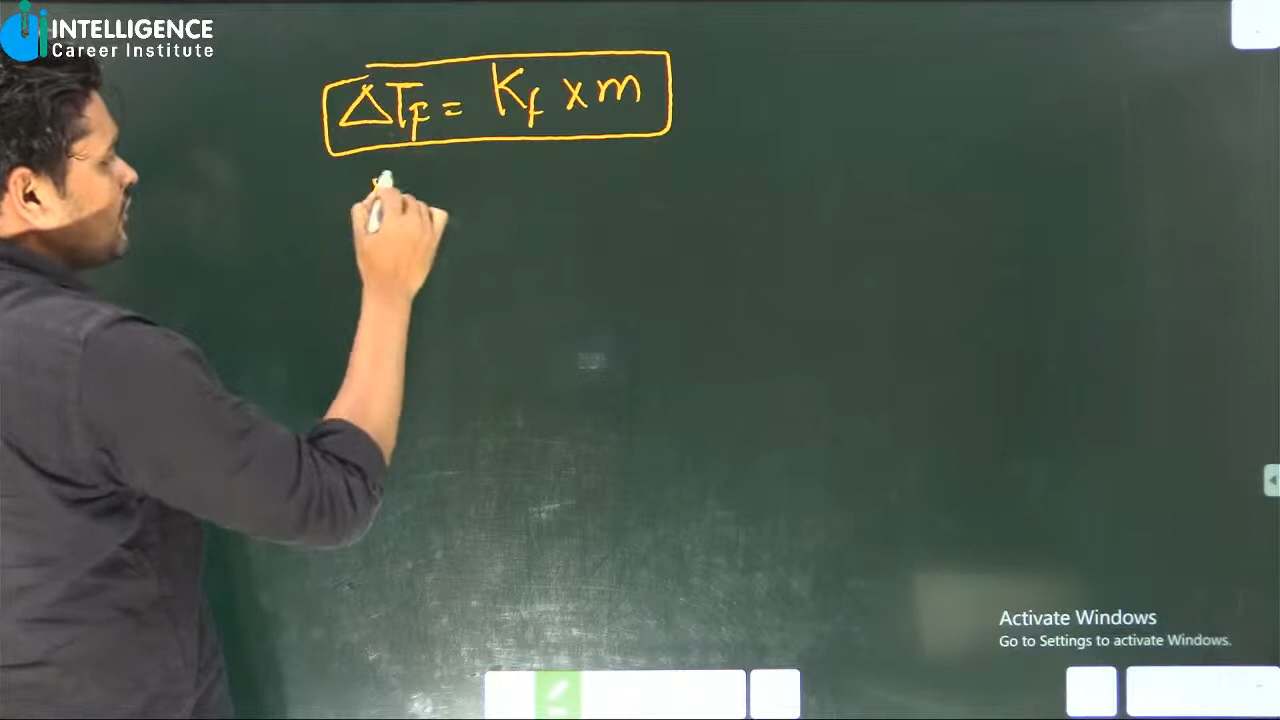 INTELLIGENCE
Career Institute
ΔTf = Kf x m
Activate Windows
Go to Settings to activate Windows.